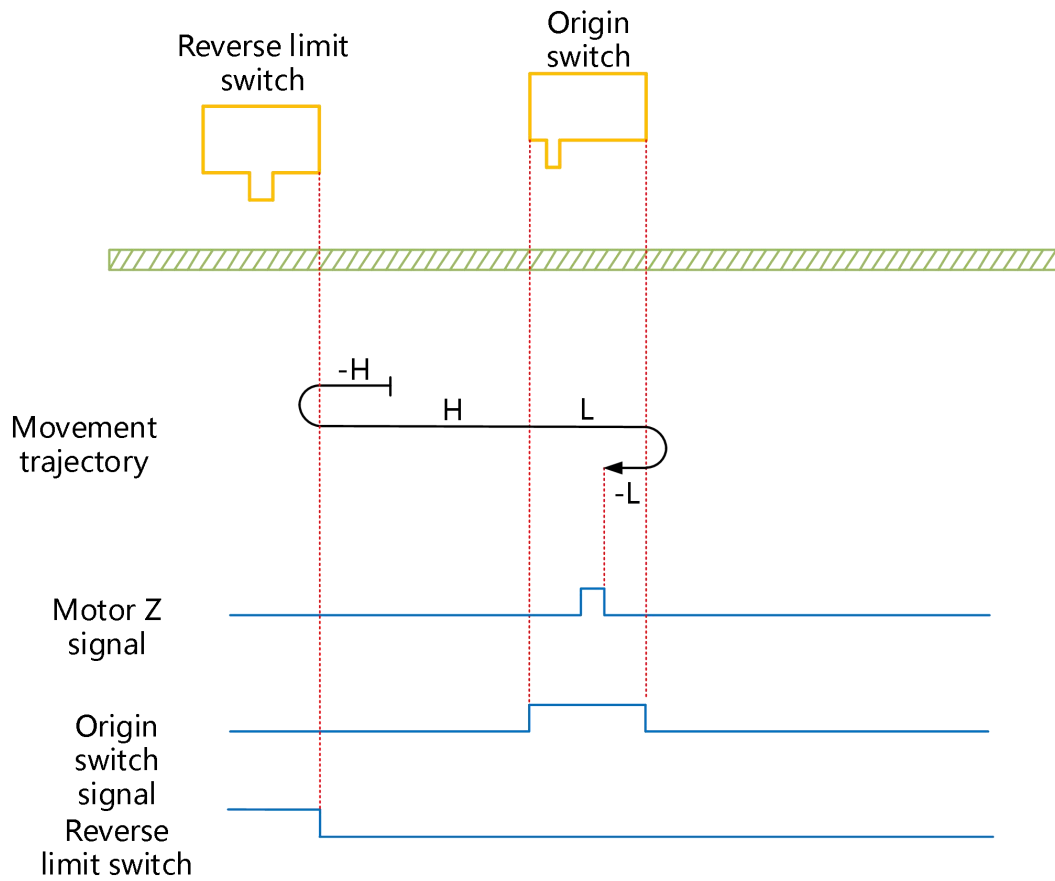 Origin
switch
Reverse limit
switch
-H
H
L
Movement
trajectory
-L
Motor Z
signal
Origin
switch
signal
Reverse
limit switch